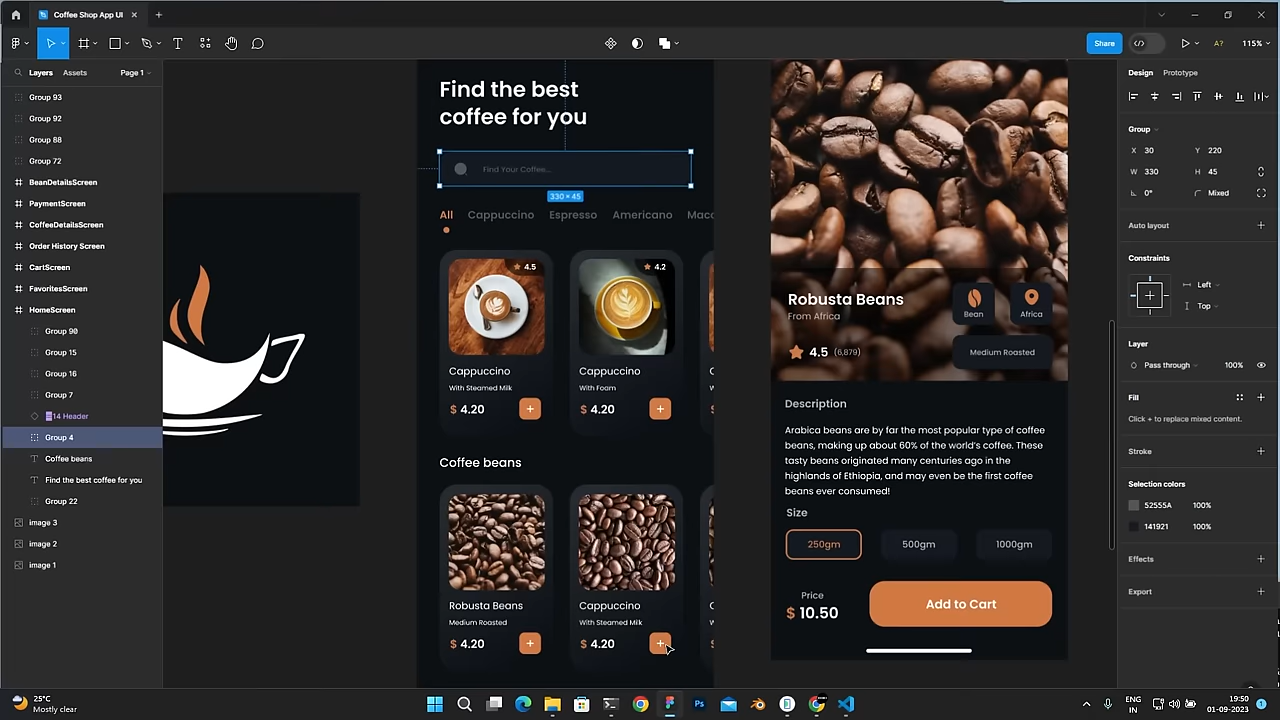 Coffee Shop App UI
Share
A?
115%
Layers
Assets
Page 1
Group 93
Group 92
Group 88
Group 72
BeanDetailsScreen
PaymentScreen
CoffeeDetailsScreen
Order History Screen
CartScreen
FavoritesScreen
HomeScreen
Group 90
Group 15
Group 16
Group 7
14 Header
Group 4
Coffee beans
Find the best coffee for you
Group 22
image 3
image 2
image 1
Find the best
coffee for you
Find Your Coffee...
330 × 45
All
Cappuccino
Espresso
Americano
Macc
4.5
4.2
Cappuccino
With Steamed Milk
$ 4.20
+
Cappuccino
With Foam
$ 4.20
+
Coffee beans
Robusta Beans
Medium Roasted
$ 4.20
+
Cappuccino
With Steamed Milk
$ 4.20
+
Robusta Beans
From Africa
4.5 (6,879)
Bean
Africa
Medium Roasted
Description
Arabica beans are by far the most popular type of coffee
beans, making up about 60% of the world's coffee. These
tasty beans originated many centuries ago in the
highlands of Ethiopia, and may even be the first coffee
beans ever consumed!
Size
250gm
500gm
1000gm
Price
$ 10.50
Add to Cart
Design
Prototype
Group
X 30
Y 220
W 330
H 45
0°
Mixed
Auto layout
Constraints
Left
Top
Layer
Pass through
100%
Fill
Click + to replace mixed content.
Stroke
Selection colors
52555A 100%
141921 100%
Effects
Export
25°C
Mostly clear
ENG
IN
19:50
01-09-2023
1